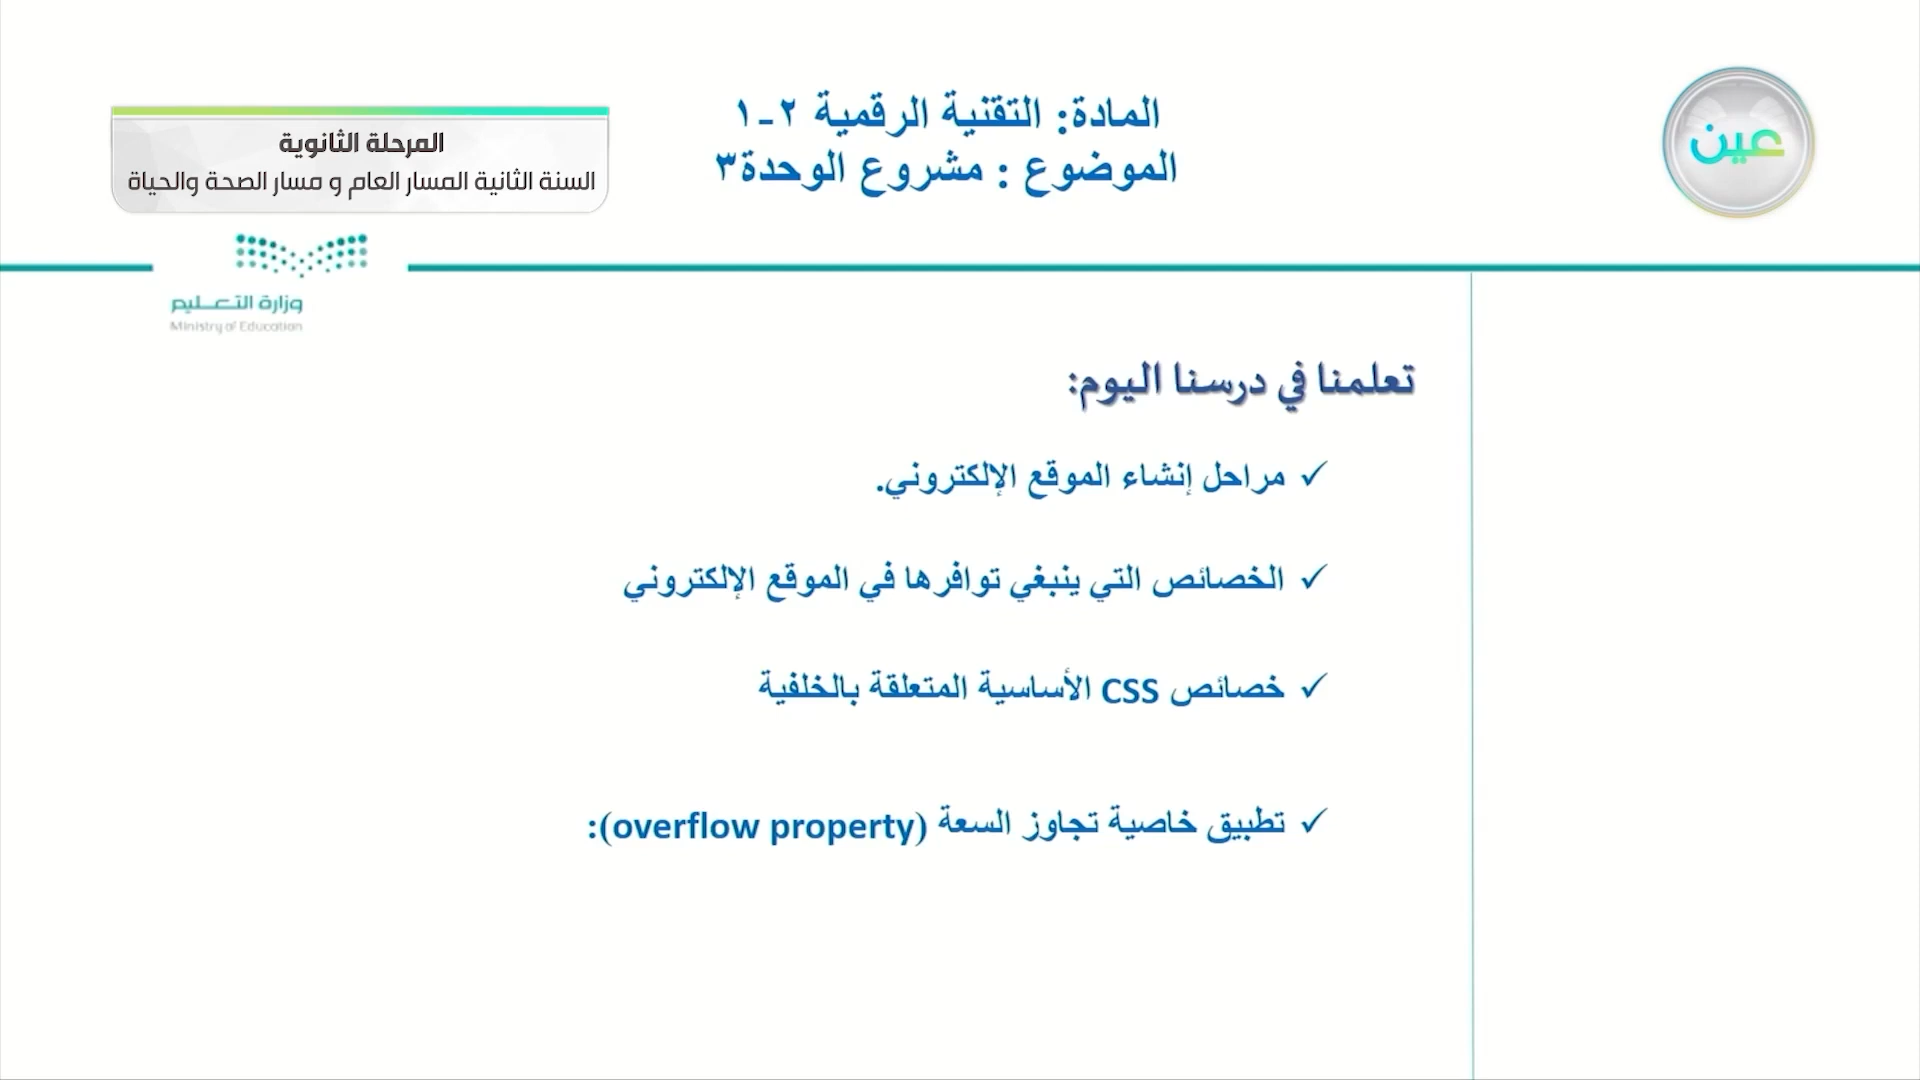 المادة: التقنية الرقمية ٢-١
الموضوع : مشروع الوحدة٣
عين
المرحلة الثانوية
السنة الثانية المسار العام و مسار الصحة والحياة
وزارة التعـــليم
Ministry of Education
تعلمنا في درسنا اليوم:
✓ مراحل إنشاء الموقع الإلكتروني.
✓ الخصائص التي ينبغي توافرها في الموقع الإلكتروني
✓ خصائص CSS الأساسية المتعلقة بالخلفية
✓ تطبيق خاصية تجاوز السعة (overflow property):